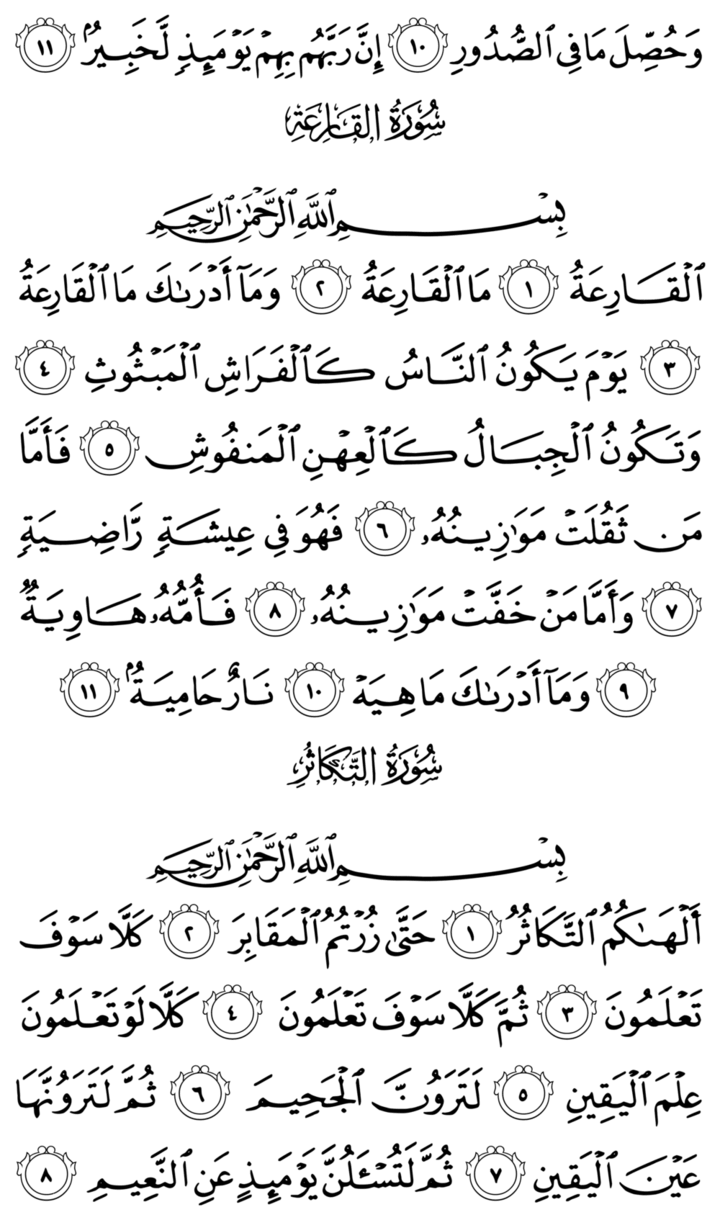 وَحُصِّلَ مَا فِي ٱلصُّدُورِ ١٠ إِنَّ رَبَّهُم بِهِمۡ يَوۡمَئِذٖ لَّخَبِيرُۢ ١١
سُورَةُ القَارِعَةِ
بِسۡمِ ٱللَّهِ ٱلرَّحۡمَٰنِ ٱلرَّحِيمِ
ٱلۡقَارِعَةُ ١ مَا ٱلۡقَارِعَةُ ٢ وَمَآ أَدۡرَىٰكَ مَا ٱلۡقَارِعَةُ
٣ يَوۡمَ يَكُونُ ٱلنَّاسُ كَٱلۡفَرَاشِ ٱلۡمَبۡثُوثِ ٤
وَتَكُونُ ٱلۡجِبَالُ كَٱلۡعِهۡنِ ٱلۡمَنفُوشِ ٥ فَأَمَّا
مَن ثَقُلَتۡ مَوَٰزِينُهُۥ ٦ فَهُوَ فِي عِيشَةٖ رَّاضِيَةٖ
٧ وَأَمَّا مَنۡ خَفَّتۡ مَوَٰزِينُهُۥ ٨ فَأُمُّهُۥ هَاوِيَةٞ
٩ وَمَآ أَدۡرَىٰكَ مَا هِيَهۡ ١٠ نَارٌ حَامِيَةُۢ ١١
سُورَةُ التَّكَاثُرِ
بِسۡمِ ٱللَّهِ ٱلرَّحۡمَٰنِ ٱلرَّحِيمِ
أَلۡهَىٰكُمُ ٱلتَّكَاثُرُ ١ حَتَّىٰ زُرۡتُمُ ٱلۡمَقَابِرَ ٢ كَلَّا سَوۡفَ
تَعۡلَمُونَ ٣ ثُمَّ كَلَّا سَوۡفَ تَعۡلَمُونَ ٤ كَلَّا لَوۡ تَعۡلَمُونَ
عِلۡمَ ٱلۡيَقِينِ ٥ لَتَرَوُنَّ ٱلۡجَحِيمَ ٦ ثُمَّ لَتَرَوُنَّهَا
عَيۡنَ ٱلۡيَقِينِ ٧ ثُمَّ لَتُسۡـَٔلُنَّ يَوۡمَئِذٍ عَنِ ٱلنَّعِيمِ ٨